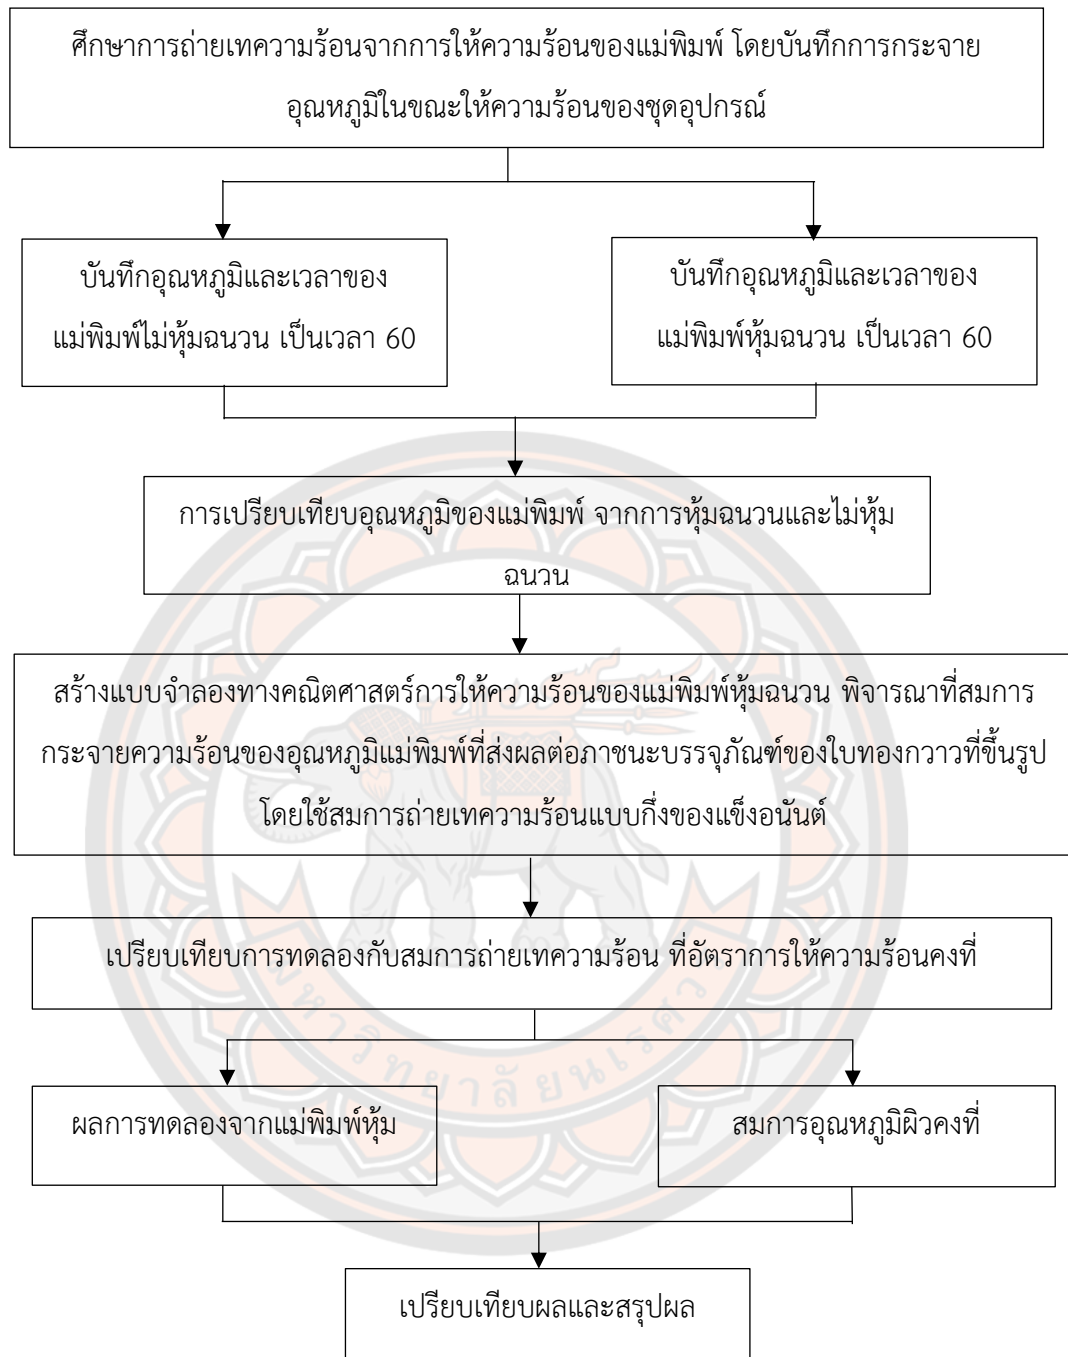 ศึกษาการถ่ายเทความร้อนจากการให้ความร้อนของแม่พิมพ์ โดยบันทึกการกระจาย
อุณหภูมิในขณะให้ความร้อนของชุดอุปกรณ์
บันทึกอุณหภูมิและเวลาของ
แม่พิมพ์ไม่หุ้มฉนวน เป็นเวลา 60
บันทึกอุณหภูมิและเวลาของ
แม่พิมพ์หุ้มฉนวน เป็นเวลา 60
การเปรียบเทียบอุณหภูมิของแม่พิมพ์ จากการหุ้มฉนวนและไม่หุ้ม
ฉนวน
สร้างแบบจำลองทางคณิตศาสตร์การให้ความร้อนของแม่พิมพ์หุ้มฉนวน พิจารณาที่สมการ
กระจายความร้อนของอุณหภูมิแม่พิมพ์ที่ส่งผลต่อภาชนะบรรจุภัณฑ์ของใบทองกวาวที่ขึ้นรูป
โดยใช้สมการถ่ายเทความร้อนแบบกึ่งของแข็งอนันต์
เปรียบเทียบการทดลองกับสมการถ่ายเทความร้อน ที่อัตราการให้ความร้อนคงที่
ผลการทดลองจากแม่พิมพ์หุ้ม
สมการอุณหภูมิผิวคงที่
เปรียบเทียบผลและสรุปผล
มหาวิทยาลัยนเรศวร